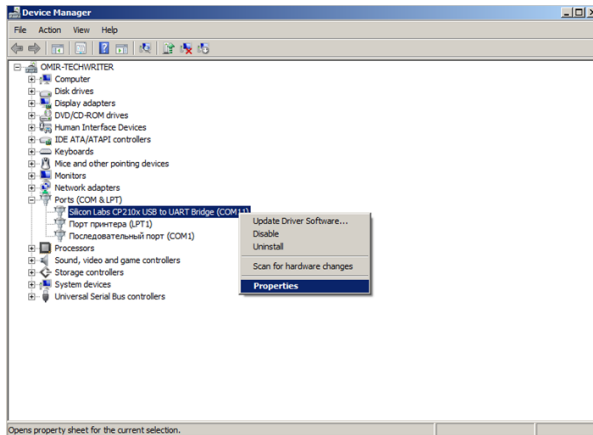 Device Manager
File Action View Help
OMIR-TECHWRITER
Computer
Disk drives
Display adapters
DVD/CD-ROM drives
Human Interface Devices
IDE ATA/ATAPI controllers
Keyboards
Mice and other pointing devices
Monitors
Network adapters
Ports (COM & LPT)
Silicon Labs CP210x USB to UART Bridge (COM11)
Порт принтера (LPT1)
Последовательный порт (COM1)
Processors
Sound, video and game controllers
Storage controllers
System devices
Universal Serial Bus controllers
Update Driver Software...
Disable
Uninstall
Scan for hardware changes
Properties
Opens property sheet for the current selection.